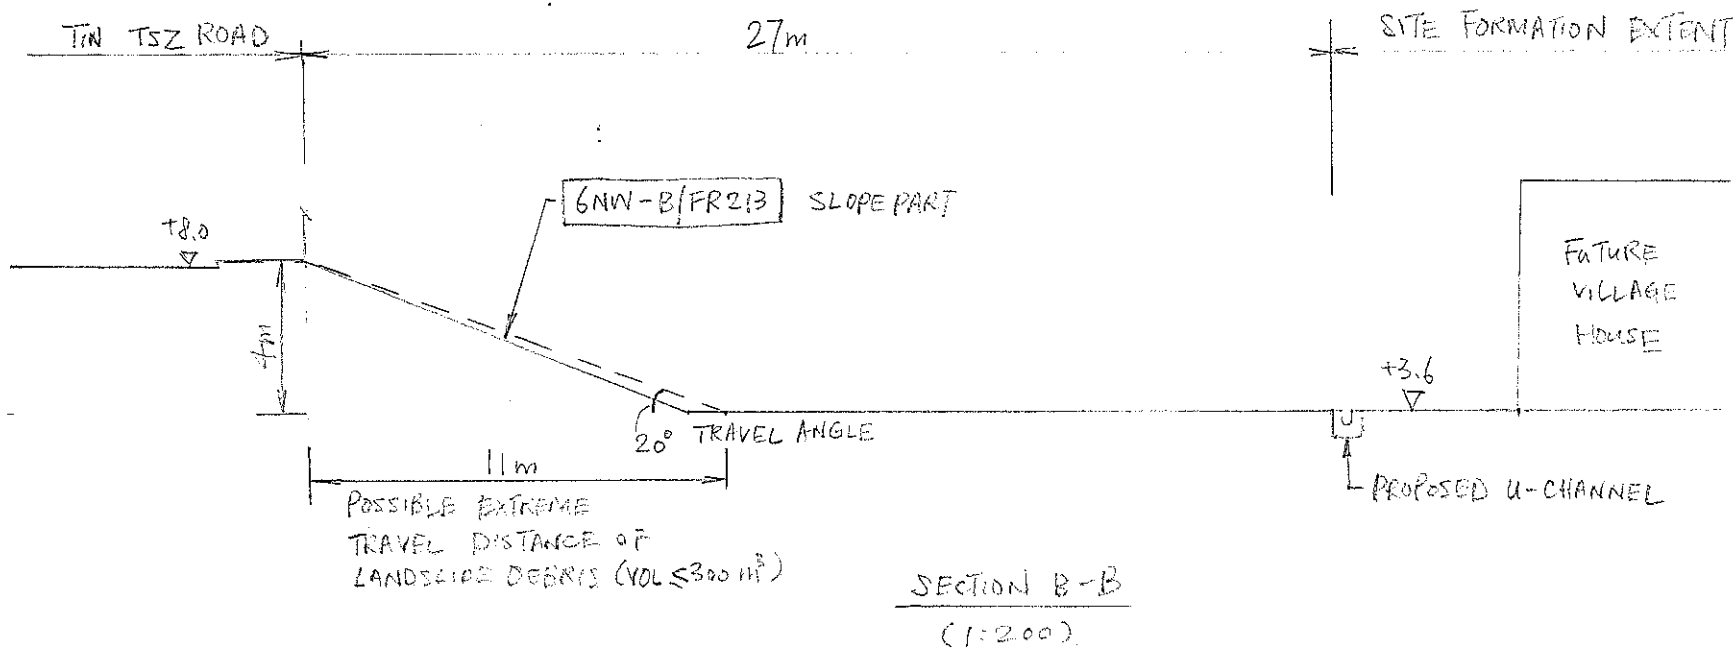 TIN TSZ ROAD
27m
SITE FORMATION EXTENT
6NW-B/FR213 SLOPE PART
+8.0
4m
FUTURE
VILLAGE
HOUSE
+3.6
20° TRAVEL ANGLE
11m
POSSIBLE EXTREME
TRAVEL DISTANCE OF
LANDSLIDE DEBRIS (VOL ≤300 m³)
PROPOSED U-CHANNEL
SECTION B-B
(1:200)